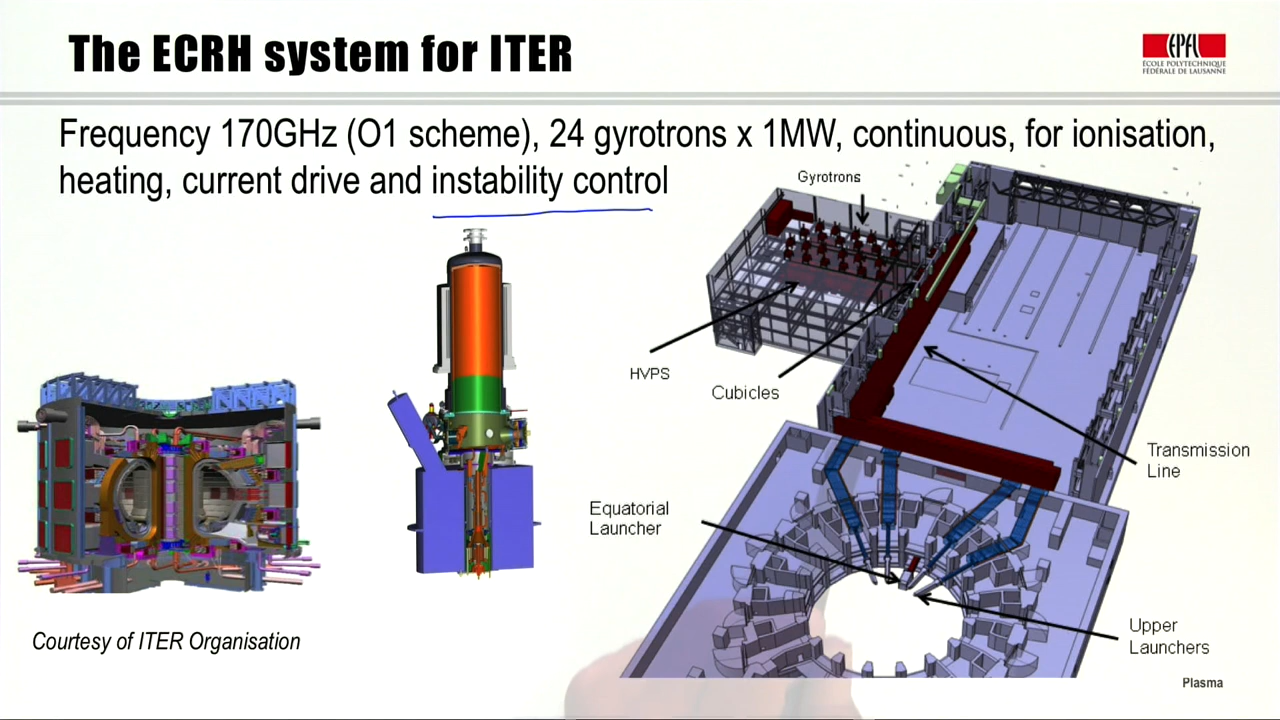 The ECRH system for ITER
EPFL
ÉCOLE POLYTECHNIQUE
FÉDÉRALE DE LAUSANNE
Frequency 170GHz (O1 scheme), 24 gyrotrons x 1MW, continuous, for ionisation,
heating, current drive and instability control
Gyrotrons
HVPS
Cubicles
Transmission
Line
Equatorial
Launcher
Upper
Launchers
Courtesy of ITER Organisation
Plasma